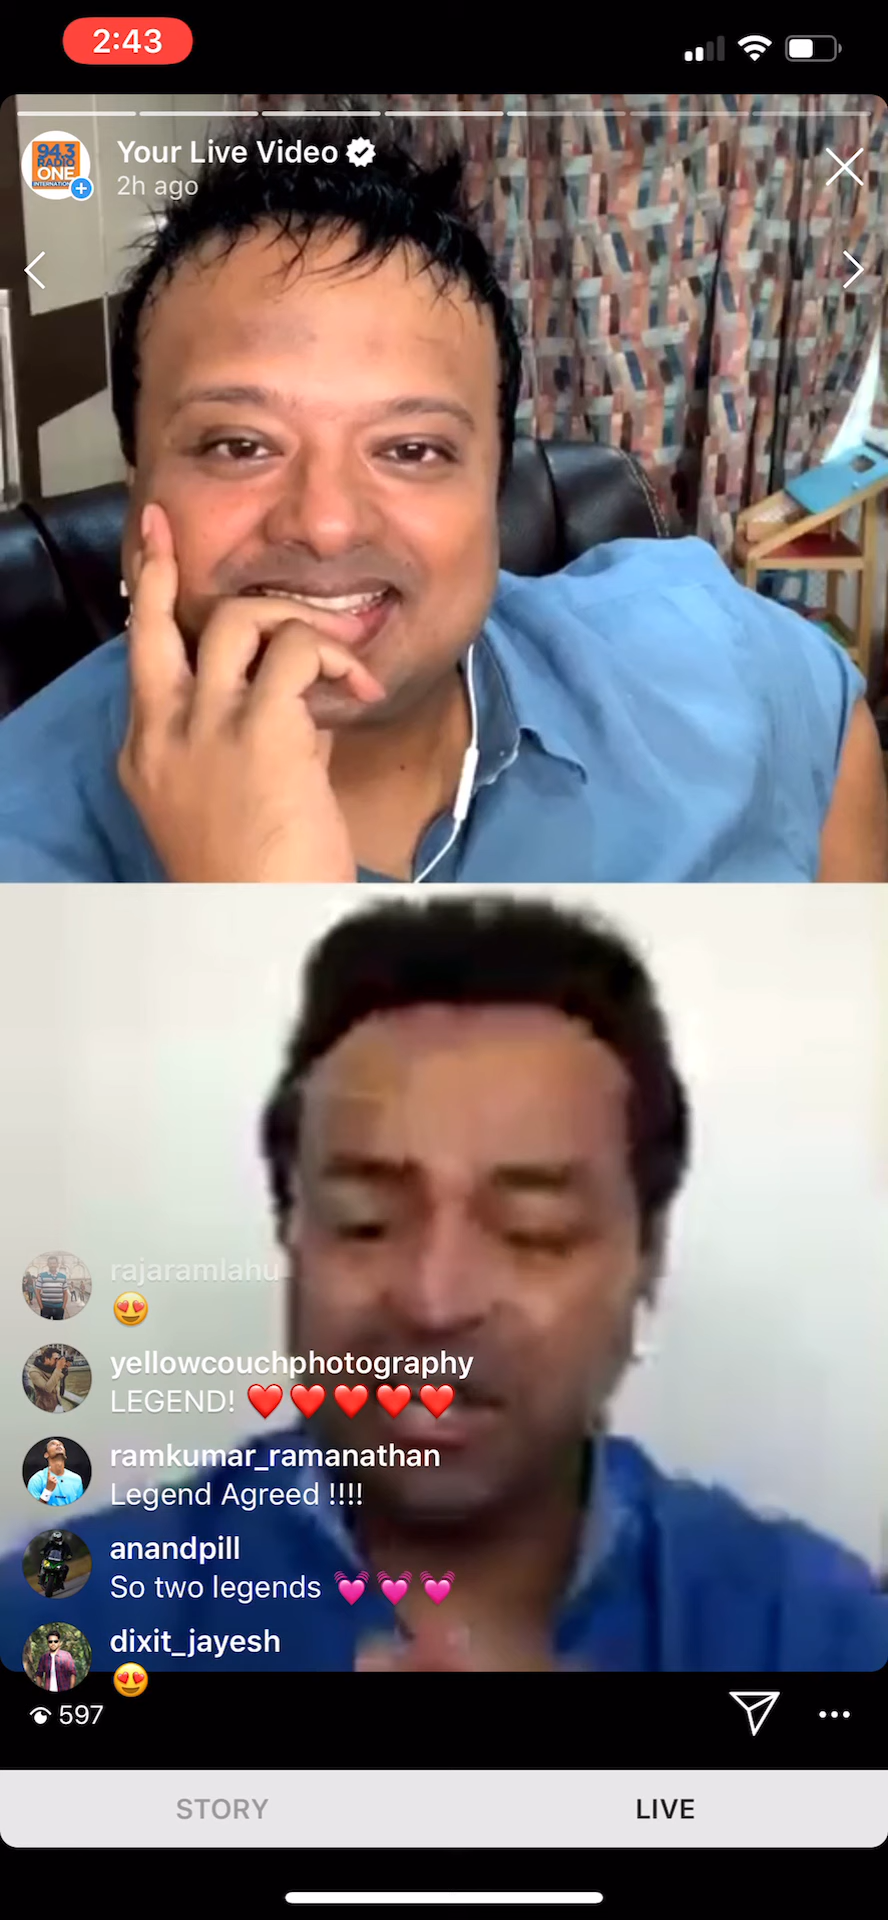 2:43
94.3
RADIO
ONE
INTERNATIONAL
Your Live Video
2h ago
rajaramlahu
😍
yellowcouchphotography
LEGEND! ❤️❤️❤️❤️❤️
ramkumar_ramanathan
Legend Agreed !!!!
anandpill
So two legends 💓💓💓
dixit_jayesh
😍
597
STORY
LIVE